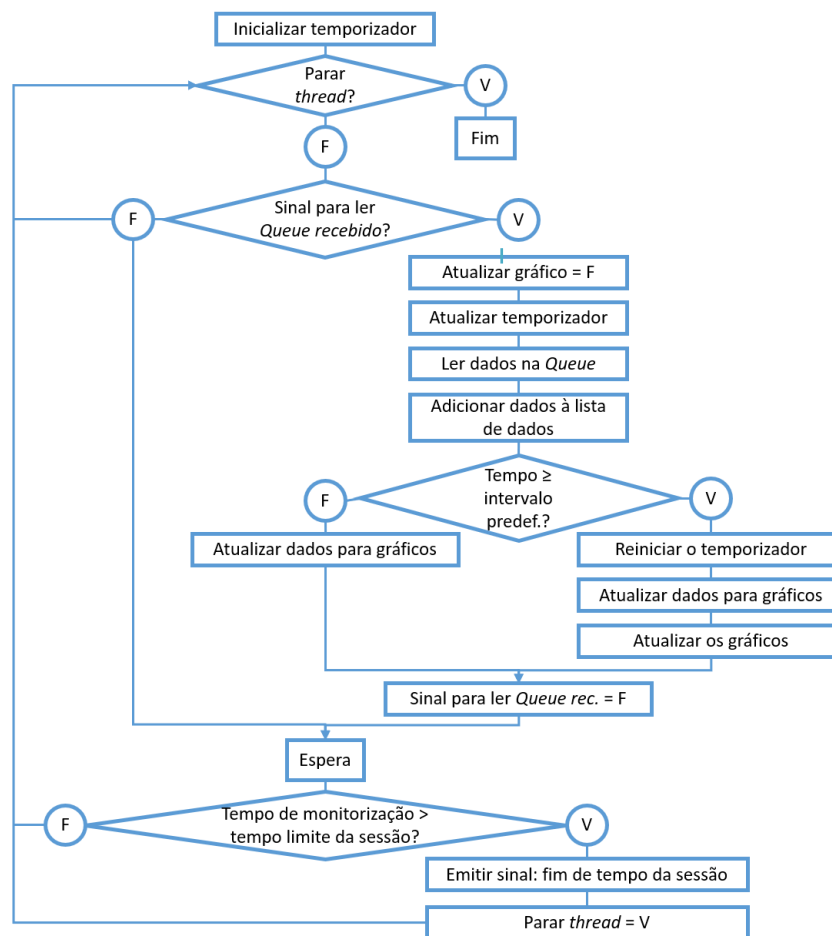 Inicializar temporizador
Parar
thread?
V
Fim
F
Sinal para ler
Queue recebido?
F
V
Atualizar gráfico = F
Atualizar temporizador
Ler dados na Queue
Adicionar dados à lista
de dados
Tempo ≥
intervalo
predef.?
F
V
Atualizar dados para gráficos
Reiniciar o temporizador
Atualizar dados para gráficos
Atualizar os gráficos
Sinal para ler Queue rec. = F
Espera
Tempo de monitorização >
tempo limite da sessão?
F
V
Emitir sinal: fim de tempo da sessão
Parar thread = V